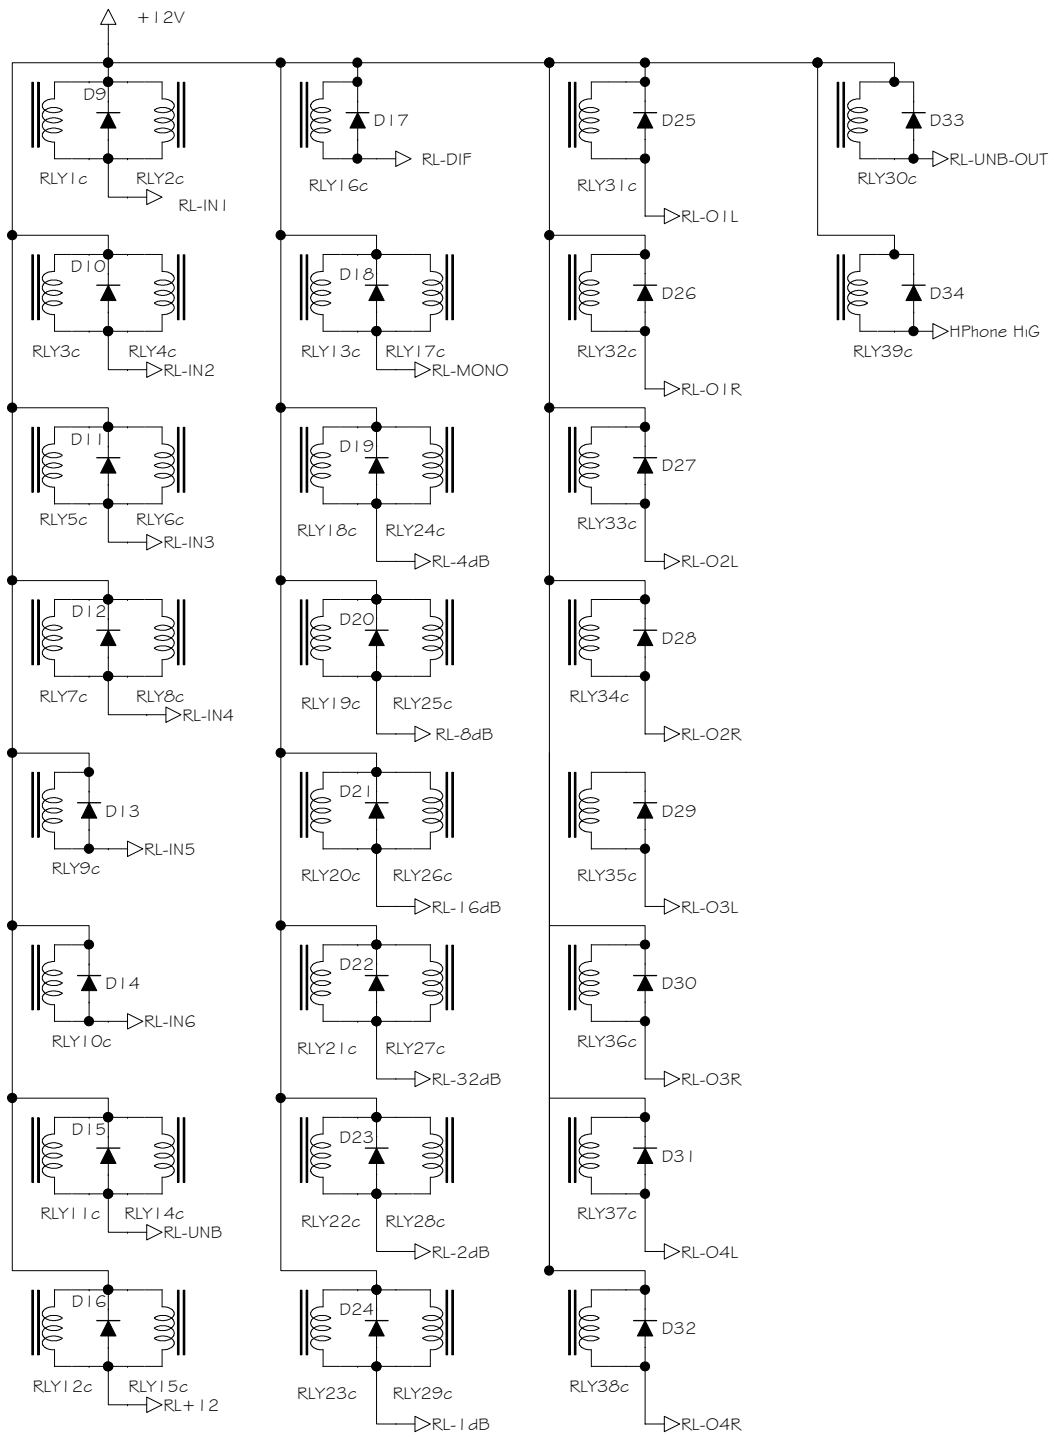 +12V
D9
RLY1c RLY2c
RL-IN1
D10
RLY3c RLY4c
RL-IN2
D11
RLY5c RLY6c
RL-IN3
D12
RLY7c RLY8c
RL-IN4
D13
RLY9c
RL-IN5
D14
RLY10c
RL-IN6
D15
RLY11c RLY14c
RL-UNB
D16
RLY12c RLY15c
RL+12
D17
RL-DIF
RLY16c
D18
RLY13c RLY17c
RL-MONO
D19
RLY18c RLY24c
RL-4dB
D20
RLY19c RLY25c
RL-8dB
D21
RLY20c RLY26c
RL-16dB
D22
RLY21c RLY27c
RL-32dB
D23
RLY22c RLY28c
RL-2dB
D24
RLY23c RLY29c
RL-1dB
D25
RLY31c
RL-O1L
D26
RLY32c
RL-O1R
D27
RLY33c
RL-O2L
D28
RLY34c
RL-O2R
D29
RLY35c
RL-O3L
D30
RLY36c
RL-O3R
D31
RLY37c
RL-O4L
D32
RLY38c
RL-O4R
D33
RL-UNB-OUT
RLY30c
D34
HPhone HiG
RLY39c